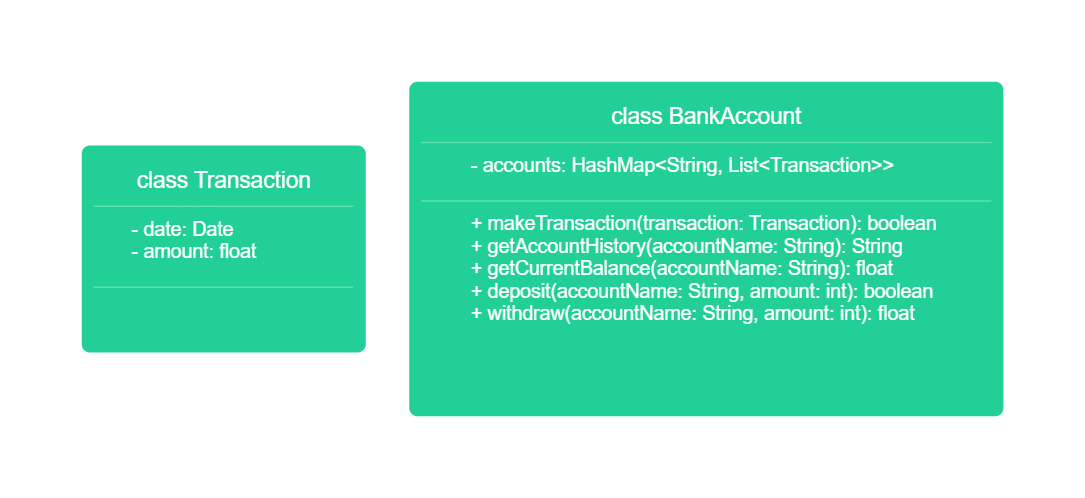 class Transaction
- date: Date
- amount: float
class BankAccount
- accounts: HashMap<String, List<Transaction>>
+ makeTransaction(transaction: Transaction): boolean
+ getAccountHistory(accountName: String): String
+ getCurrentBalance(accountName: String): float
+ deposit(accountName: String, amount: int): boolean
+ withdraw(accountName: String, amount: int): float